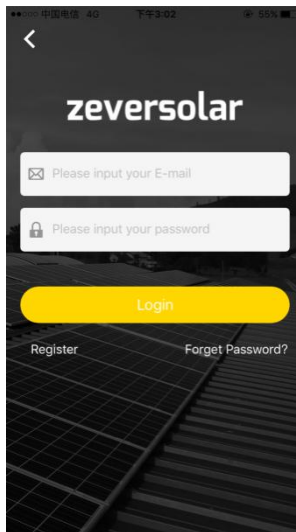 中国电信 4G 下午3:02 55%
zeversolar
Please input your E-mail
Please input your password
Login
Register Forget Password?